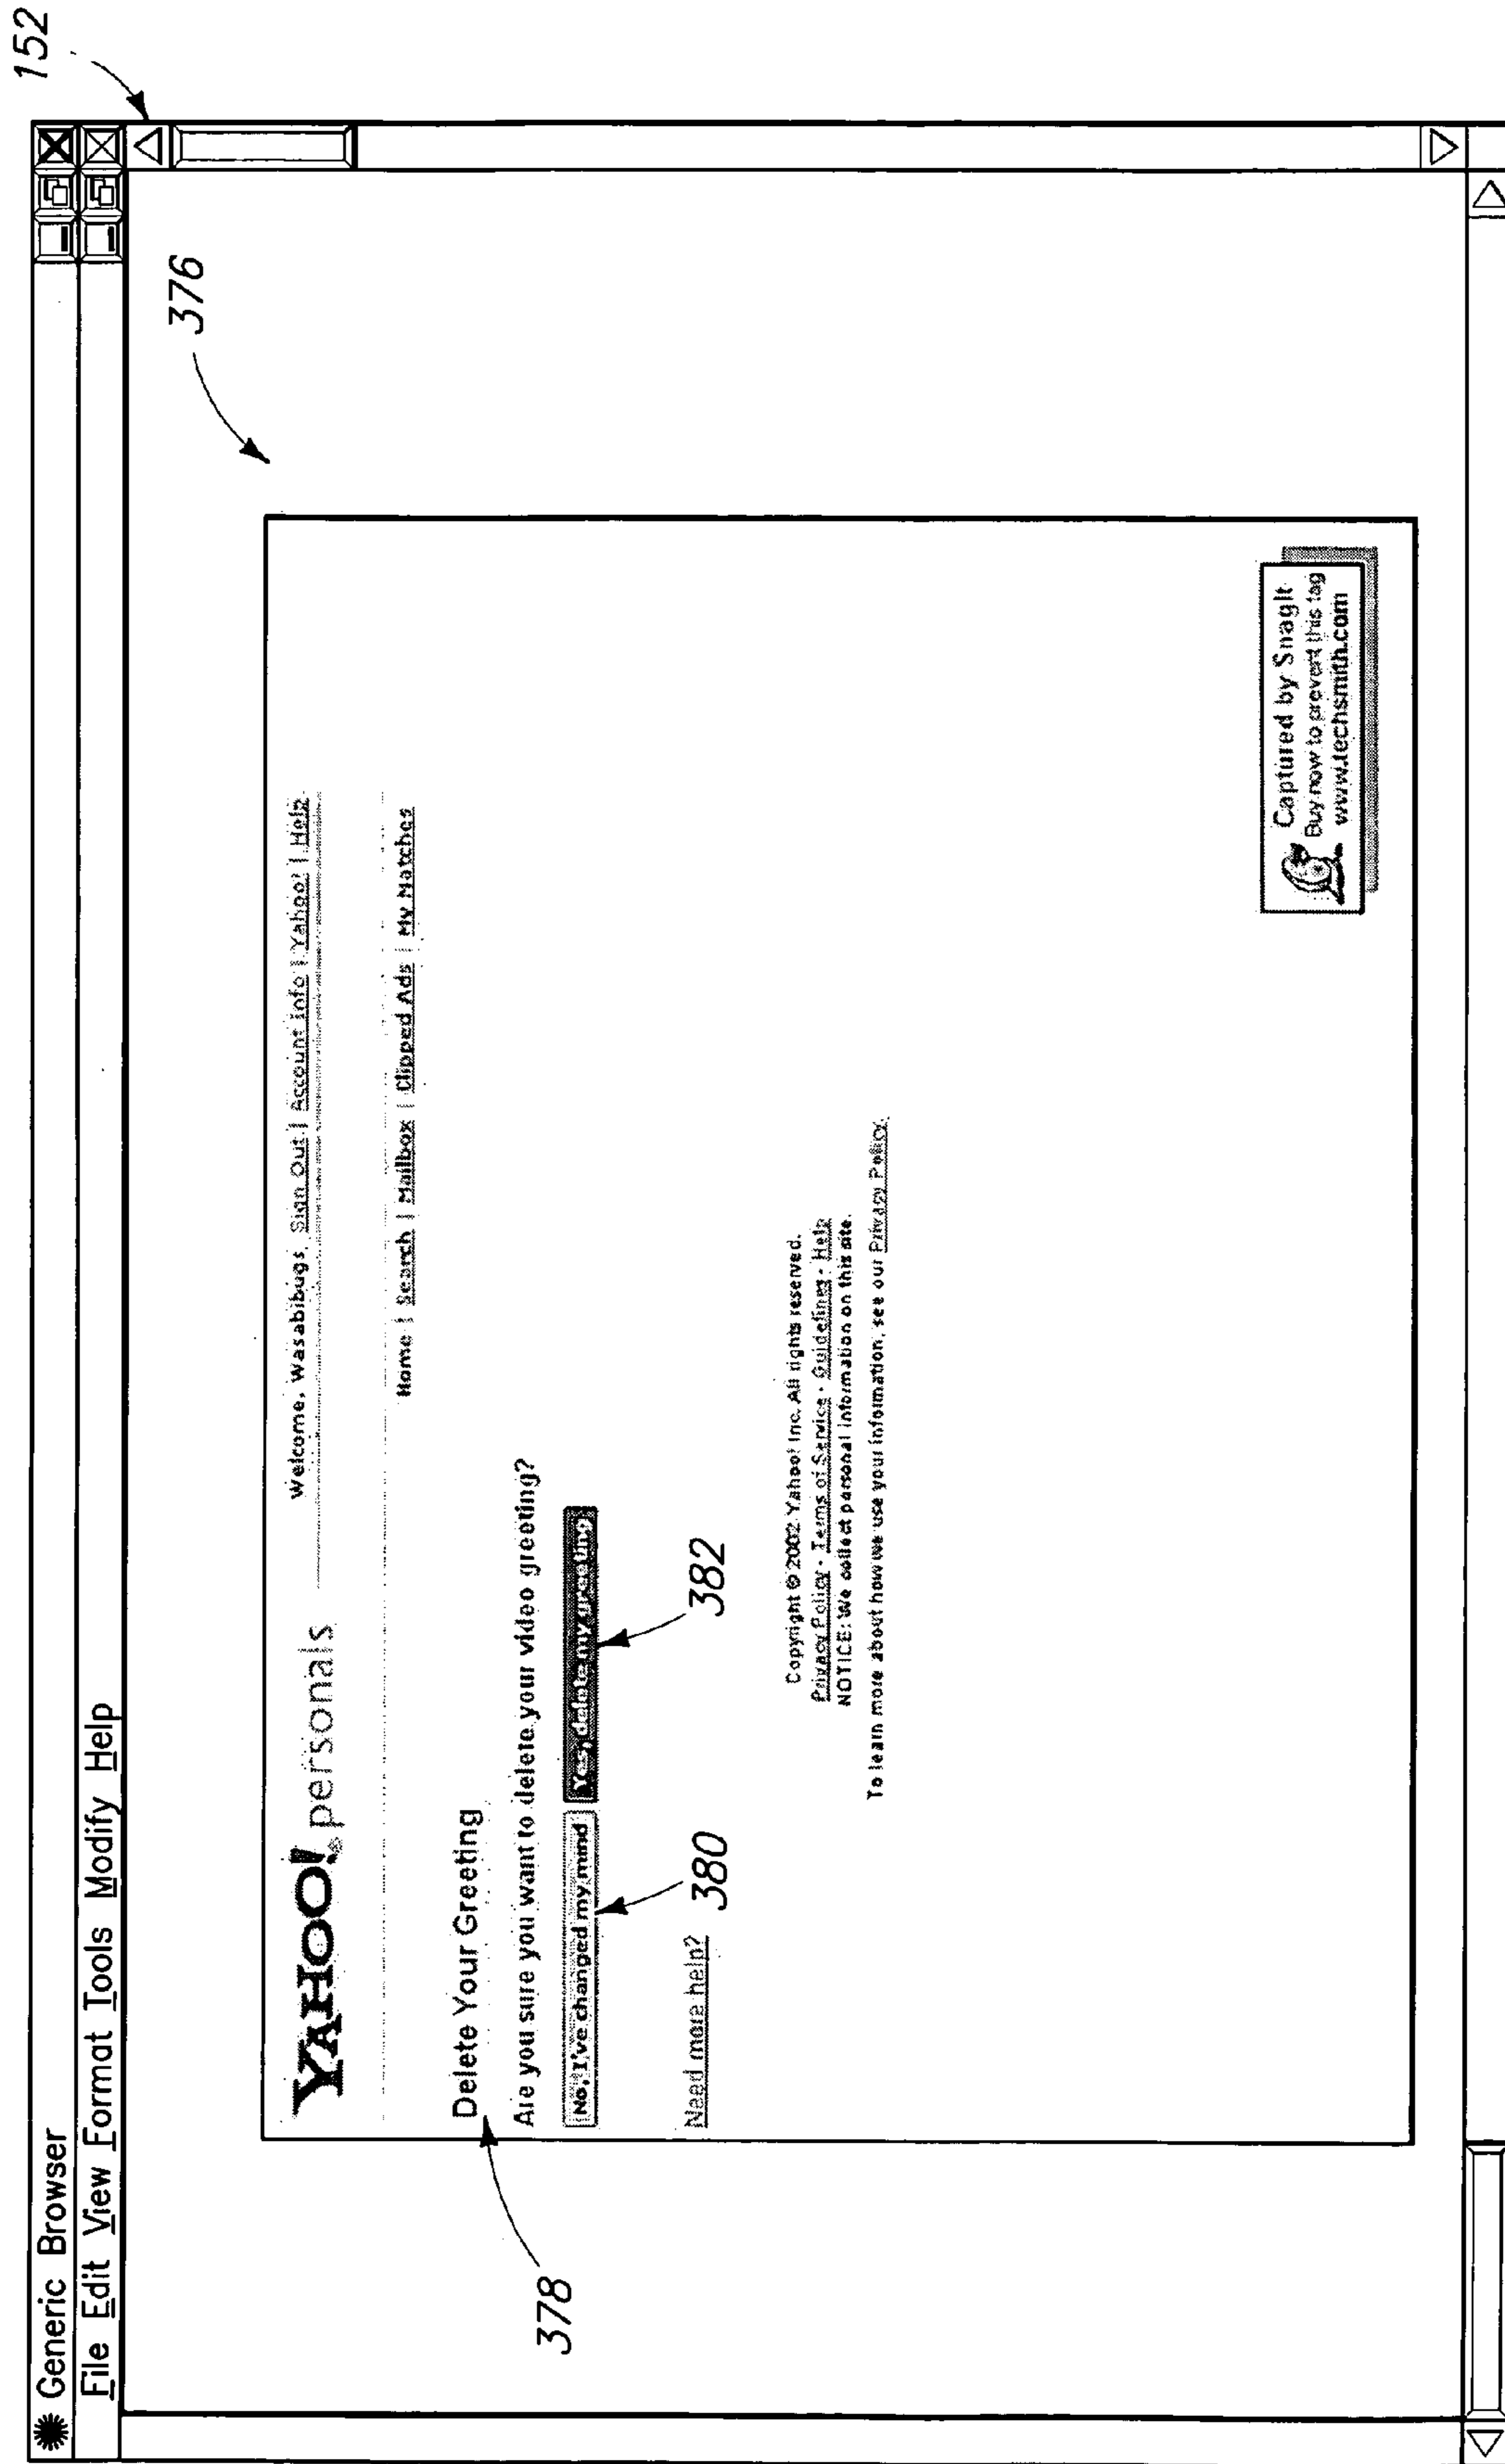 152
Generic Browser
File Edit View Format Tools Modify Help
376
YAHOO! personals
Welcome, Wasabibugs, Sign Out | Account Info | Yahoo! | Help
Home | Search | Mailbox | Clipped Ads | My Matches
378
Delete Your Greeting
Are you sure you want to delete your video greeting?
No, I've changed my mind Yes, delete my greeting
380 382
Need more help?
Copyright © 2002 Yahoo! Inc. All rights reserved.
Privacy Policy - Terms of Service - Guidelines - Help
NOTICE: We collect personal information on this site.
To learn more about how we use your information, see our Privacy Policy.
Captured by SnagIt
Buy now to prevent this tag
www.techsmith.com